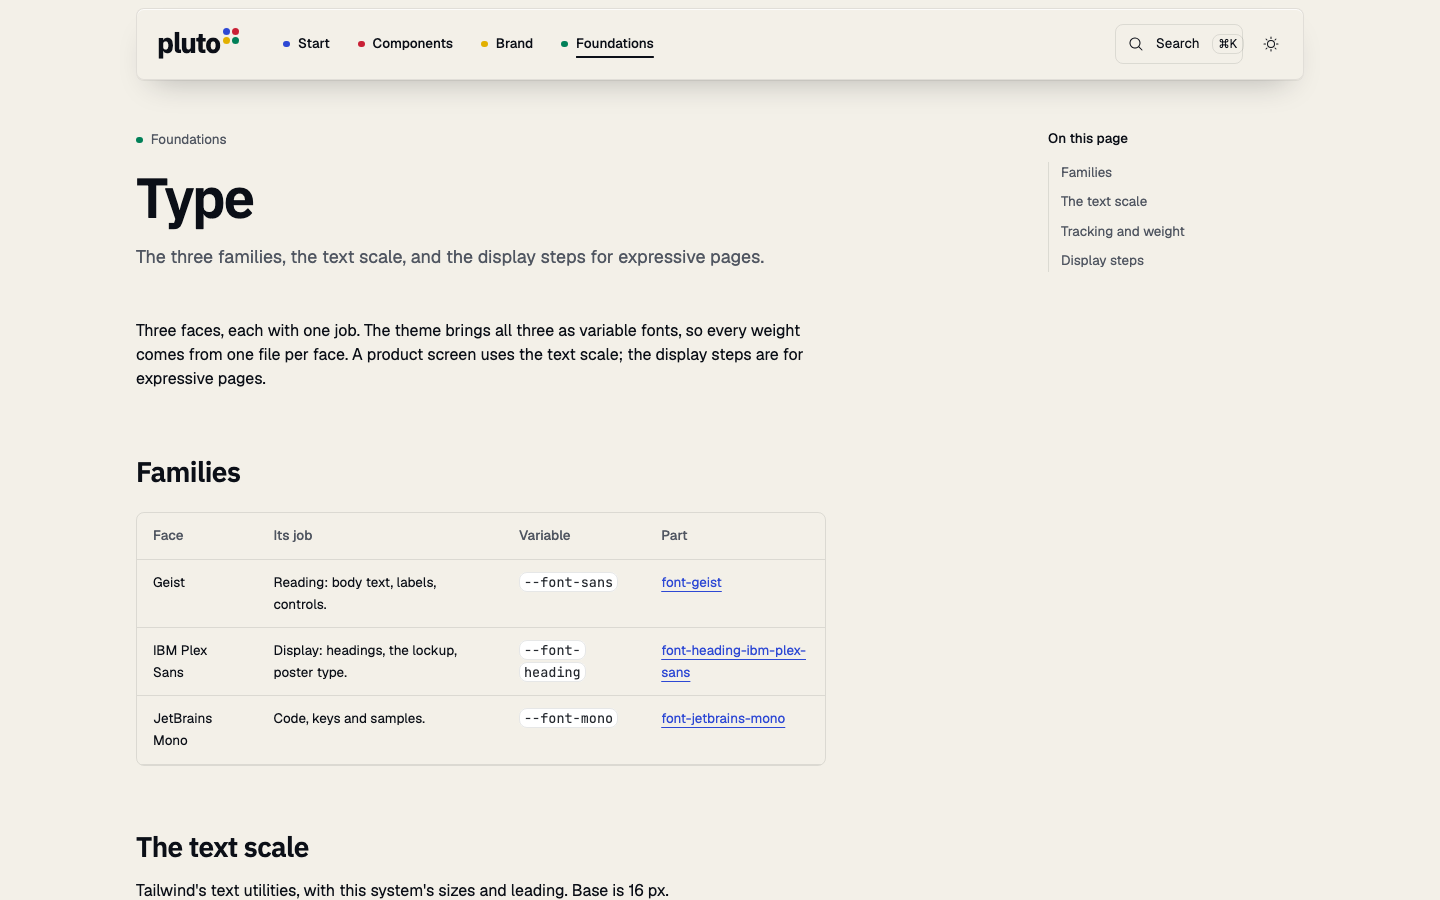 pluto
Start
Components
Brand
Foundations
Search ⌘K
Foundations
Type
The three families, the text scale, and the display steps for expressive pages.
Three faces, each with one job. The theme brings all three as variable fonts, so every weight
comes from one file per face. A product screen uses the text scale; the display steps are for
expressive pages.
On this page
Families
The text scale
Tracking and weight
Display steps
Families
Face Its job Variable Part
Geist Reading: body text, labels, --font-sans font-geist
controls.
IBM Plex Display: headings, the lockup, --font- font-heading-ibm-plex-
Sans poster type. heading sans
JetBrains Code, keys and samples. --font-mono font-jetbrains-mono
Mono
The text scale
Tailwind's text utilities, with this system's sizes and leading. Base is 16 px.